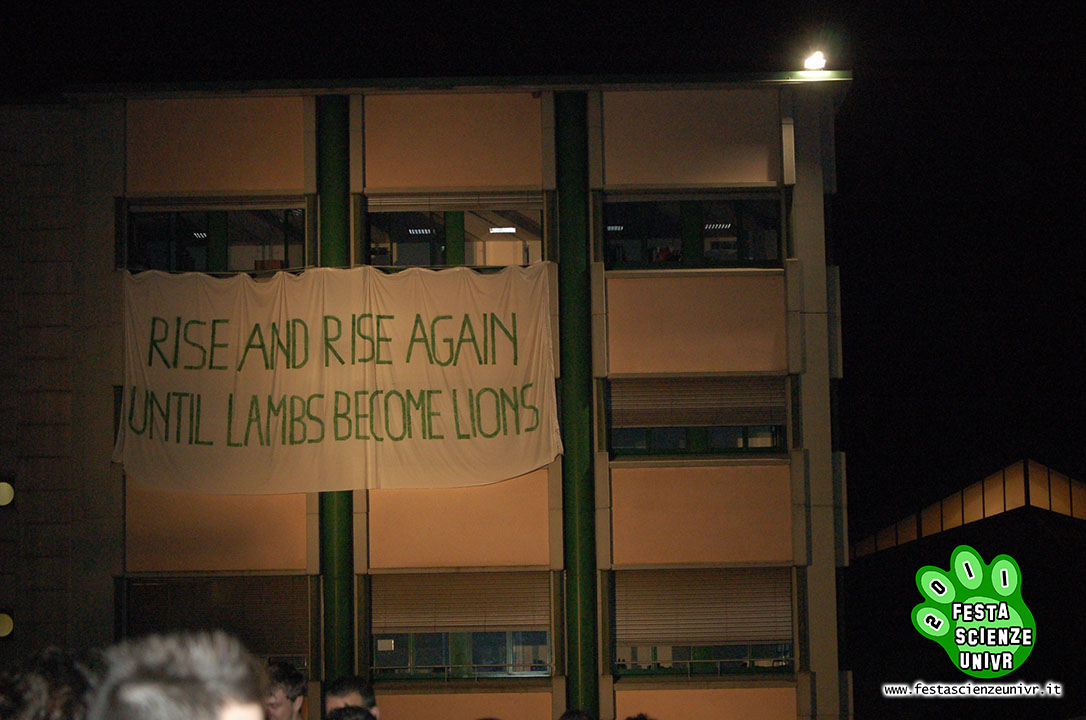 RISE AND RISE AGAIN
UNTIL LAMBS BECOME LIONS
2011
FESTA
SCIENZE
UNIVR
www.festascienzeunivr.it